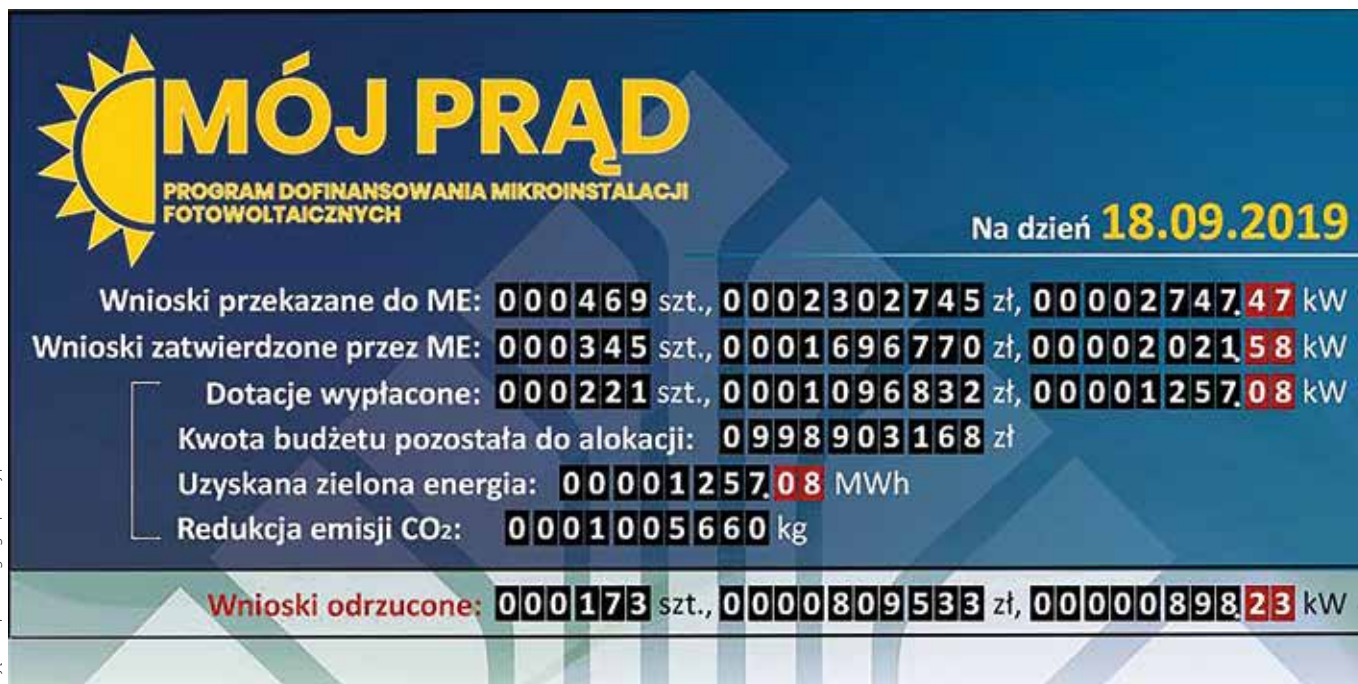 MÓJ PRĄD
PROGRAM DOFINANSOWANIA MIKROINSTALACJI
FOTOWOLTAICZNYCH
Na dzień 18.09.2019
Wnioski przekazane do ME: 000469 szt., 0002302745 zł, 00002747.47 kW
Wnioski zatwierdzone przez ME: 000345 szt., 0001696770 zł, 00002021.58 kW
Dotacje wypłacone: 000221 szt., 0001096832 zł, 00001257.08 kW
Kwota budżetu pozostała do alokacji: 0998903168 zł
Uzyskana zielona energia: 00001257.08 MWh
Redukcja emisji CO₂: 0001005660 kg
Wnioski odrzucone: 000173 szt., 0000809533 zł, 00000898.23 kW